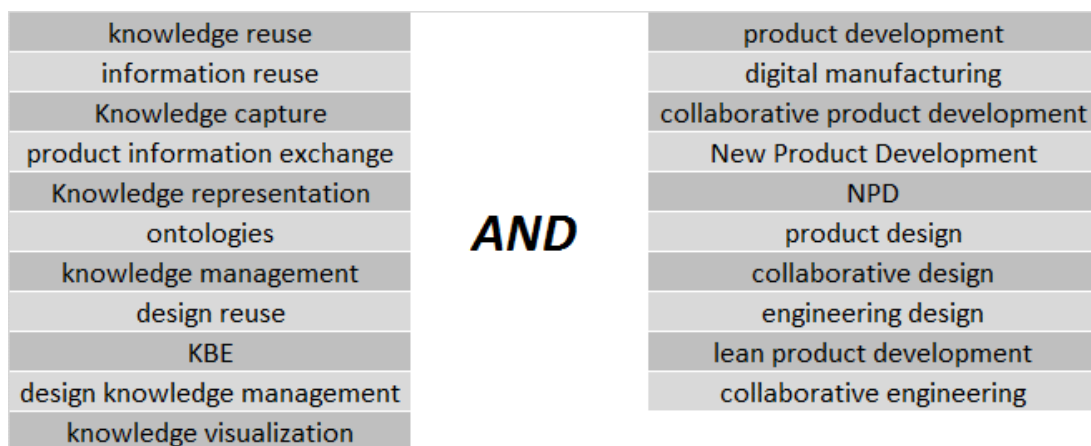 knowledge reuse
information reuse
Knowledge capture
product information exchange
Knowledge representation
ontologies
knowledge management
design reuse
KBE
design knowledge management
knowledge visualization
AND
product development
digital manufacturing
collaborative product development
New Product Development
NPD
product design
collaborative design
engineering design
lean product development
collaborative engineering